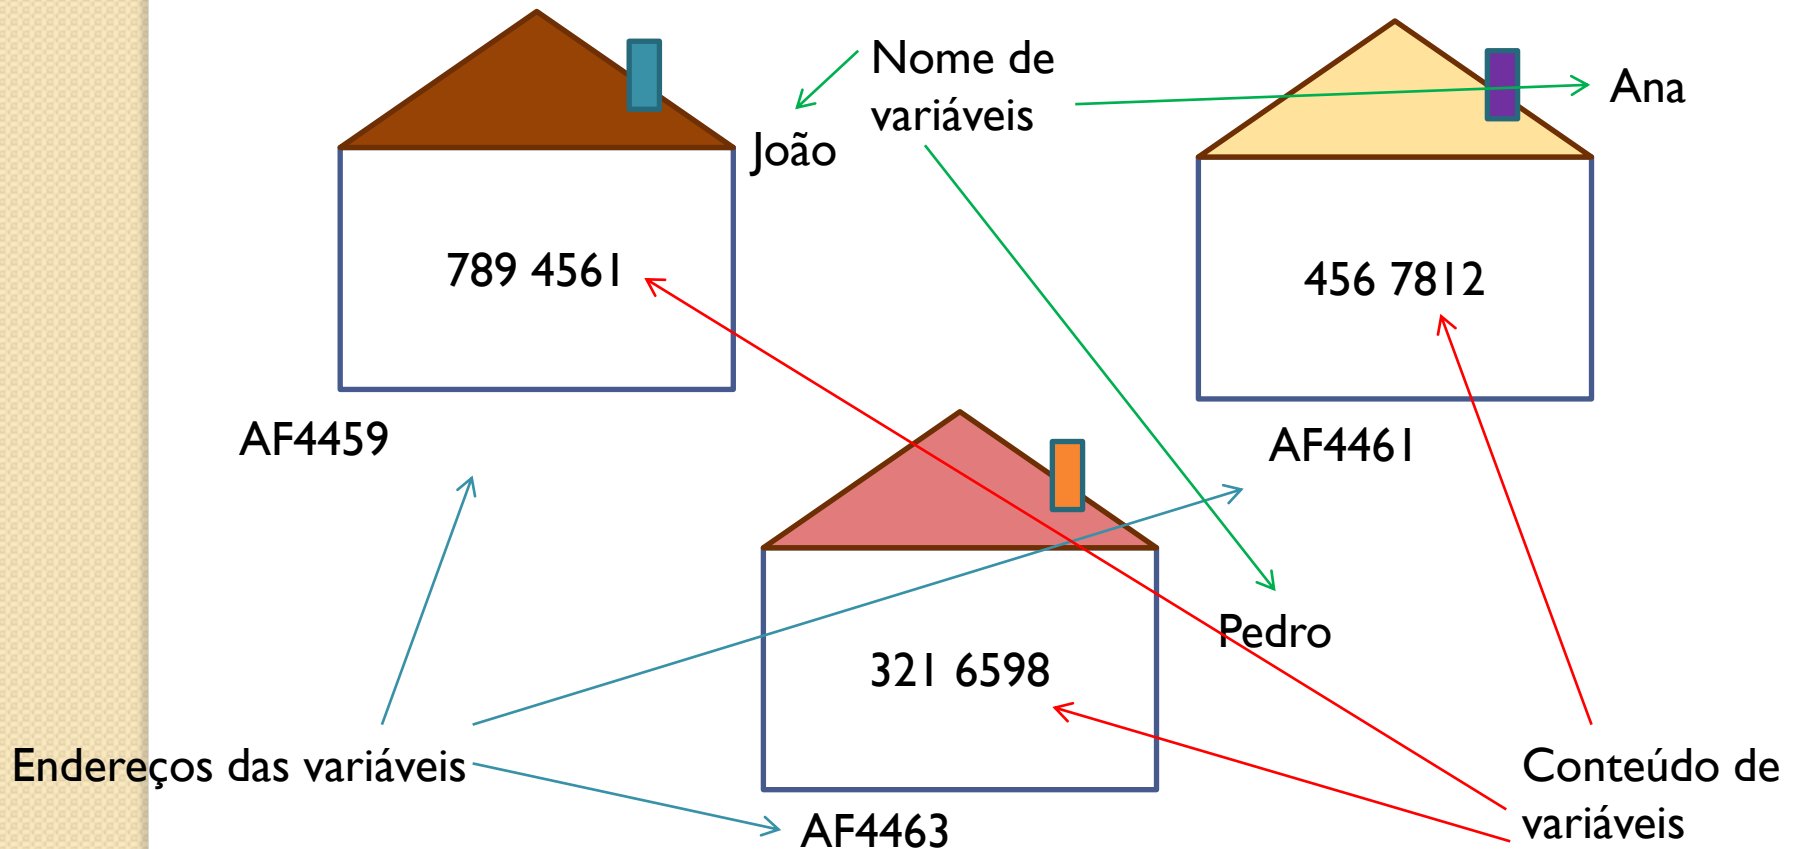 Nome de
variáveis
João
Ana
789 4561
456 7812
AF4459
AF4461
Pedro
321 6598
Endereços das variáveis
Conteúdo de
variáveis
AF4463